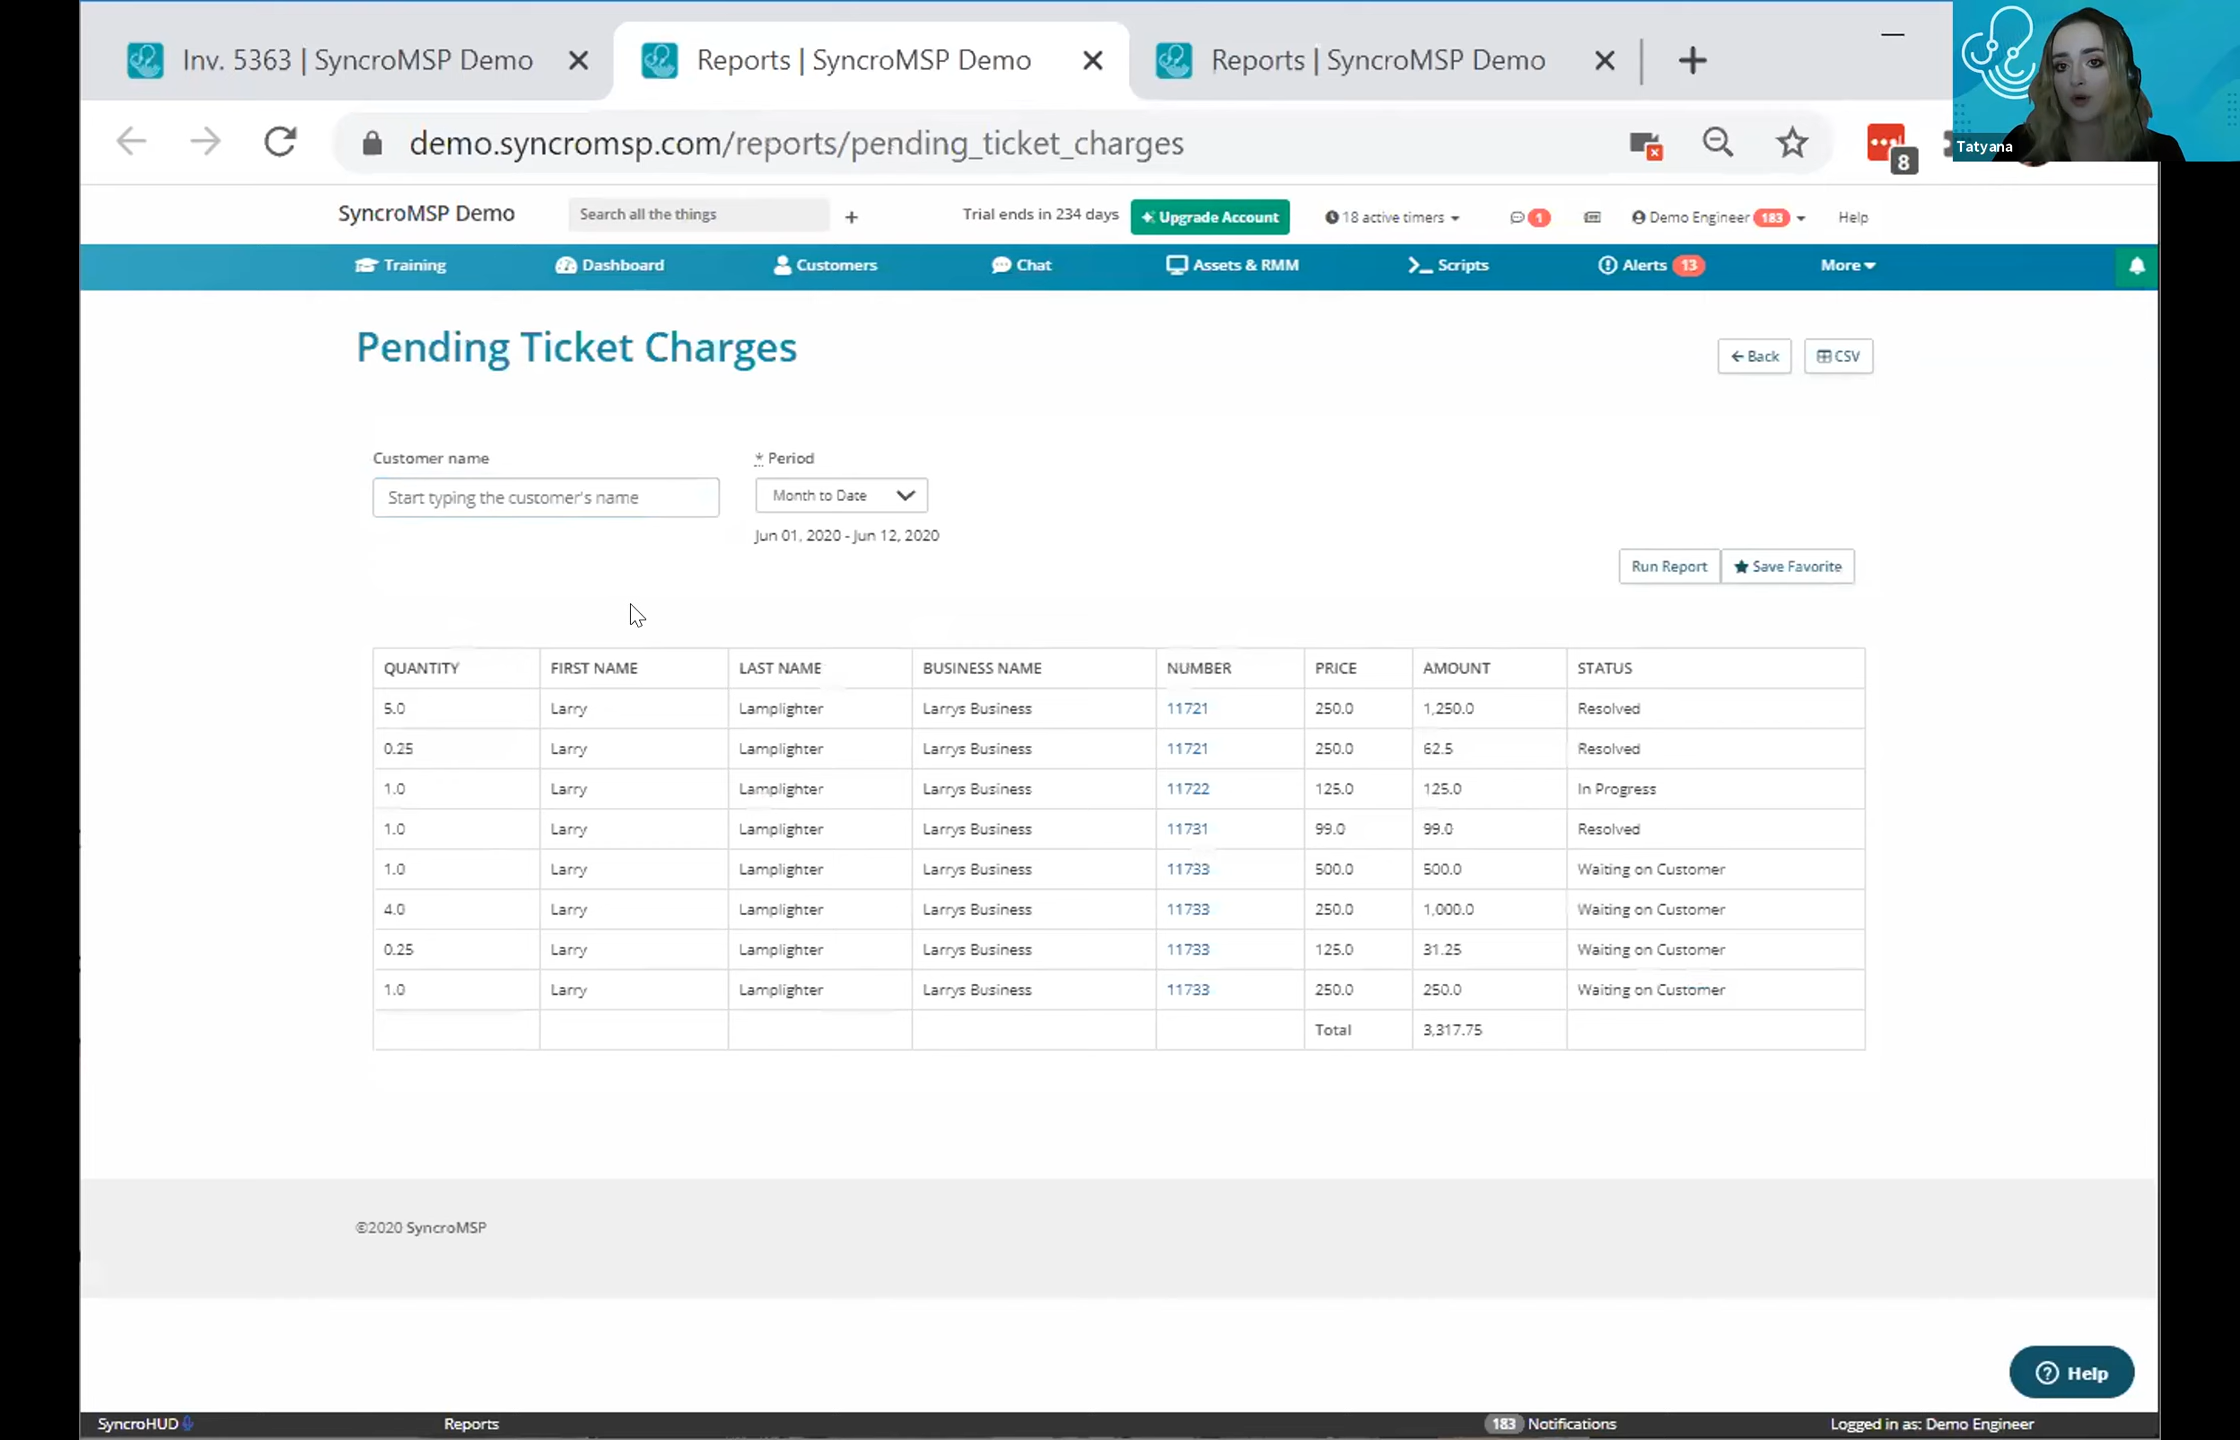 Inv. 5363 | SyncroMSP Demo
Reports | SyncroMSP Demo
Reports | SyncroMSP Demo
Tatyana
demo.syncromsp.com/reports/pending_ticket_charges
8
SyncroMSP Demo
Search all the things
+
Trial ends in 234 days
Upgrade Account
18 active timers
1
Demo Engineer 183
Help
Training
Dashboard
Customers
Chat
Assets & RMM
Scripts
Alerts 13
More
Pending Ticket Charges
Back
CSV
Customer name
* Period
Start typing the customer's name
Month to Date
Jun 01, 2020 - Jun 12, 2020
Run Report
Save Favorite
QUANTITY FIRST NAME LAST NAME BUSINESS NAME NUMBER PRICE AMOUNT STATUS
5.0 Larry Lamplighter Larrys Business 11721 250.0 1,250.0 Resolved
0.25 Larry Lamplighter Larrys Business 11721 250.0 62.5 Resolved
1.0 Larry Lamplighter Larrys Business 11722 125.0 125.0 In Progress
1.0 Larry Lamplighter Larrys Business 11731 99.0 99.0 Resolved
1.0 Larry Lamplighter Larrys Business 11733 500.0 500.0 Waiting on Customer
4.0 Larry Lamplighter Larrys Business 11733 250.0 1,000.0 Waiting on Customer
0.25 Larry Lamplighter Larrys Business 11733 125.0 31.25 Waiting on Customer
1.0 Larry Lamplighter Larrys Business 11733 250.0 250.0 Waiting on Customer
Total 3,317.75
©2020 SyncroMSP
Help
SyncroHUD
Reports
183 Notifications
Logged in as: Demo Engineer